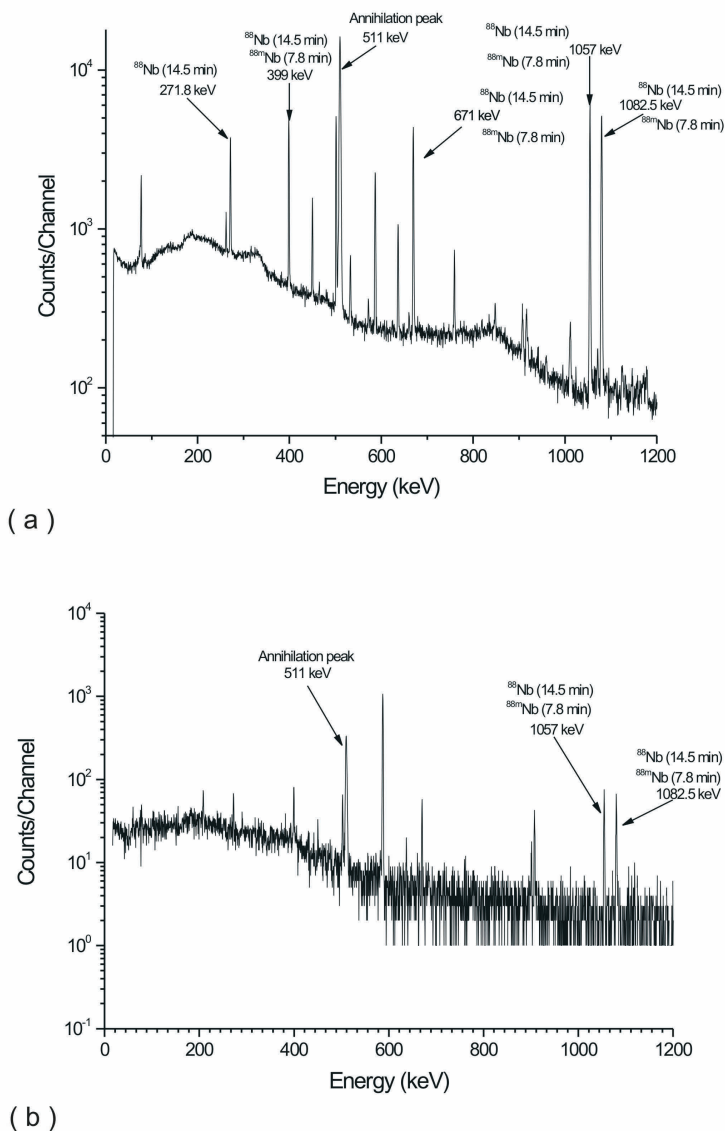 Annihilation peak
511 keV
⁸⁸Nb (14.5 min)
271.8 keV
⁸⁸Nb (14.5 min)
⁸⁸ᵐNb (7.8 min)
399 keV
⁸⁸Nb (14.5 min)
671 keV
⁸⁸ᵐNb (7.8 min)
⁸⁸Nb (14.5 min)
1057 keV
⁸⁸ᵐNb (7.8 min)
⁸⁸Nb (14.5 min)
1082.5 keV
⁸⁸ᵐNb (7.8 min)
10⁴
10³
10²
Counts/Channel
0 200 400 600 800 1000 1200
Energy (keV)
( a )
Annihilation peak
511 keV
⁸⁸Nb (14.5 min)
⁸⁸ᵐNb (7.8 min)
1057 keV
⁸⁸Nb (14.5 min)
⁸⁸ᵐNb (7.8 min)
1082.5 keV
10⁴
10³
10²
10¹
10⁰
10⁻¹
Counts/Channel
0 200 400 600 800 1000 1200
Energy (keV)
( b )